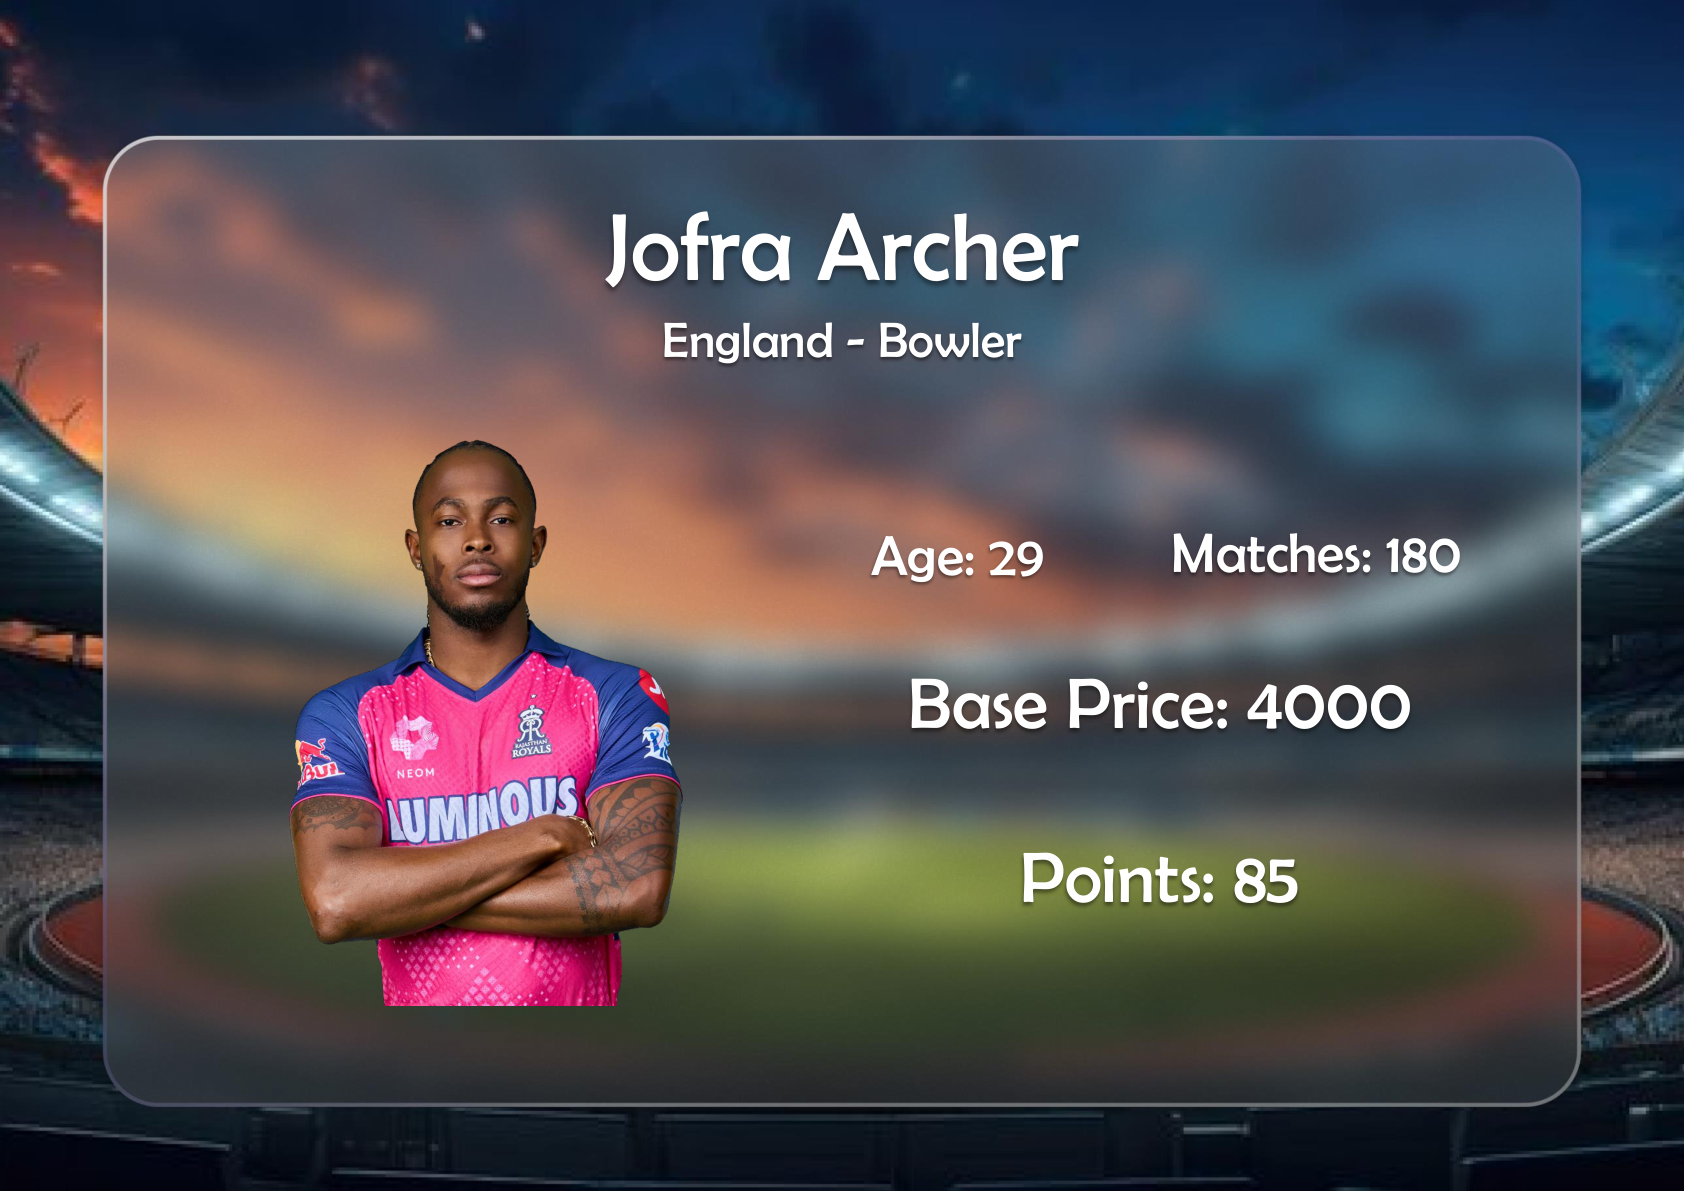 Jofra Archer
England - Bowler
Age: 29
Matches: 180
Base Price: 4000
Points: 85
RAJASTHAN
ROYALS
NEOM
LUMINOUS